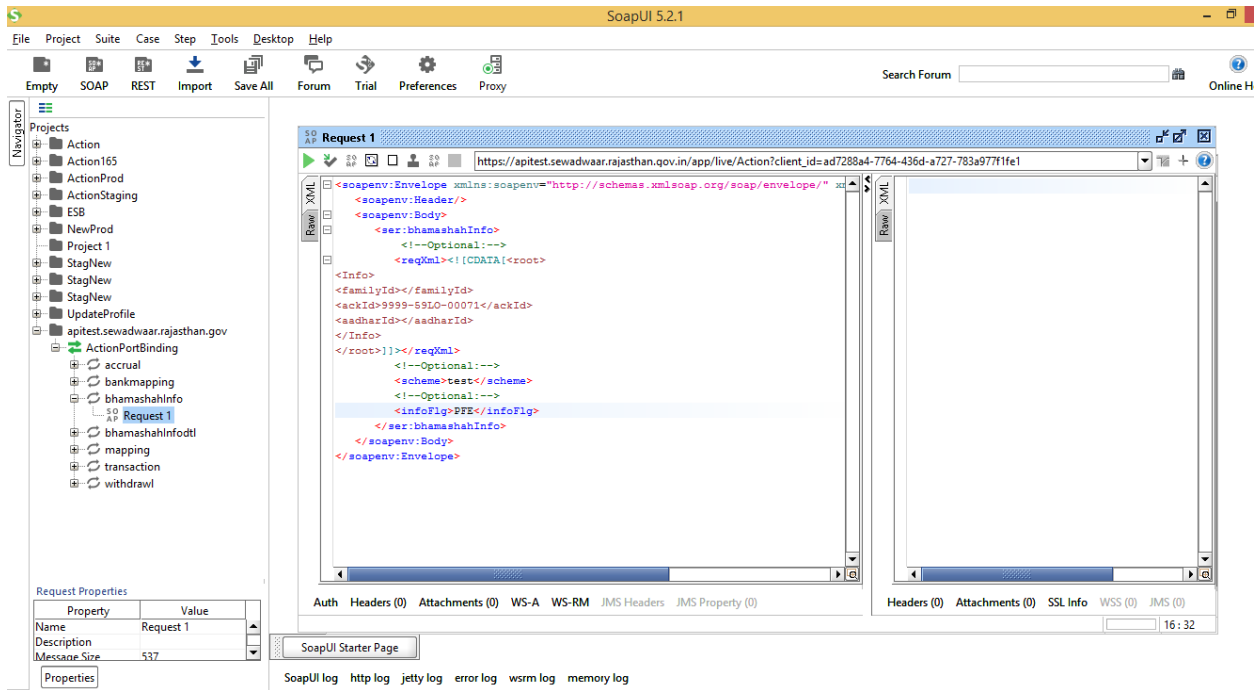 SoapUI 5.2.1
File Project Suite Case Step Tools Desktop Help
Empty SOAP REST Import Save All Forum Trial Preferences Proxy Search Forum Online H
Navigator
Projects
Action
Action165
ActionProd
ActionStaging
ESB
NewProd
Project 1
StagNew
StagNew
StagNew
UpdateProfile
apitest.sewadwaar.rajasthan.gov
ActionPortBinding
accrual
bankmapping
bhamashahInfo
Request 1
bhamashahInfodtl
mapping
transaction
withdrawl
Request Properties
Property Value
Name Request 1
Description
Message Size 537
Properties
Request 1
https://apitest.sewadwaar.rajasthan.gov.in/app/live/Action?client_id=ad7288a4-7764-436d-a727-783a977f1fe1
XML
Raw
<soapenv:Envelope xmlns:soapenv="http://schemas.xmlsoap.org/soap/envelope/"
<soapenv:Header/>
<soapenv:Body>
<ser:bhamashahInfo>
<!--Optional:-->
<reqXml><![CDATA[<root>
<Info>
<familyId></familyId>
<ackId>9999-59LO-00071</ackId>
<aadharId></aadharId>
</Info>
</root>]]></reqXml>
<!--Optional:-->
<scheme>test</scheme>
<!--Optional:-->
<infoFlg>PFE</infoFlg>
</ser:bhamashahInfo>
</soapenv:Body>
</soapenv:Envelope>
Auth Headers (0) Attachments (0) WS-A WS-RM JMS Headers JMS Property (0)
XML
Raw
Headers (0) Attachments (0) SSL Info WSS (0) JMS (0)
16 : 32
SoapUI Starter Page
SoapUI log http log jetty log error log wsrm log memory log